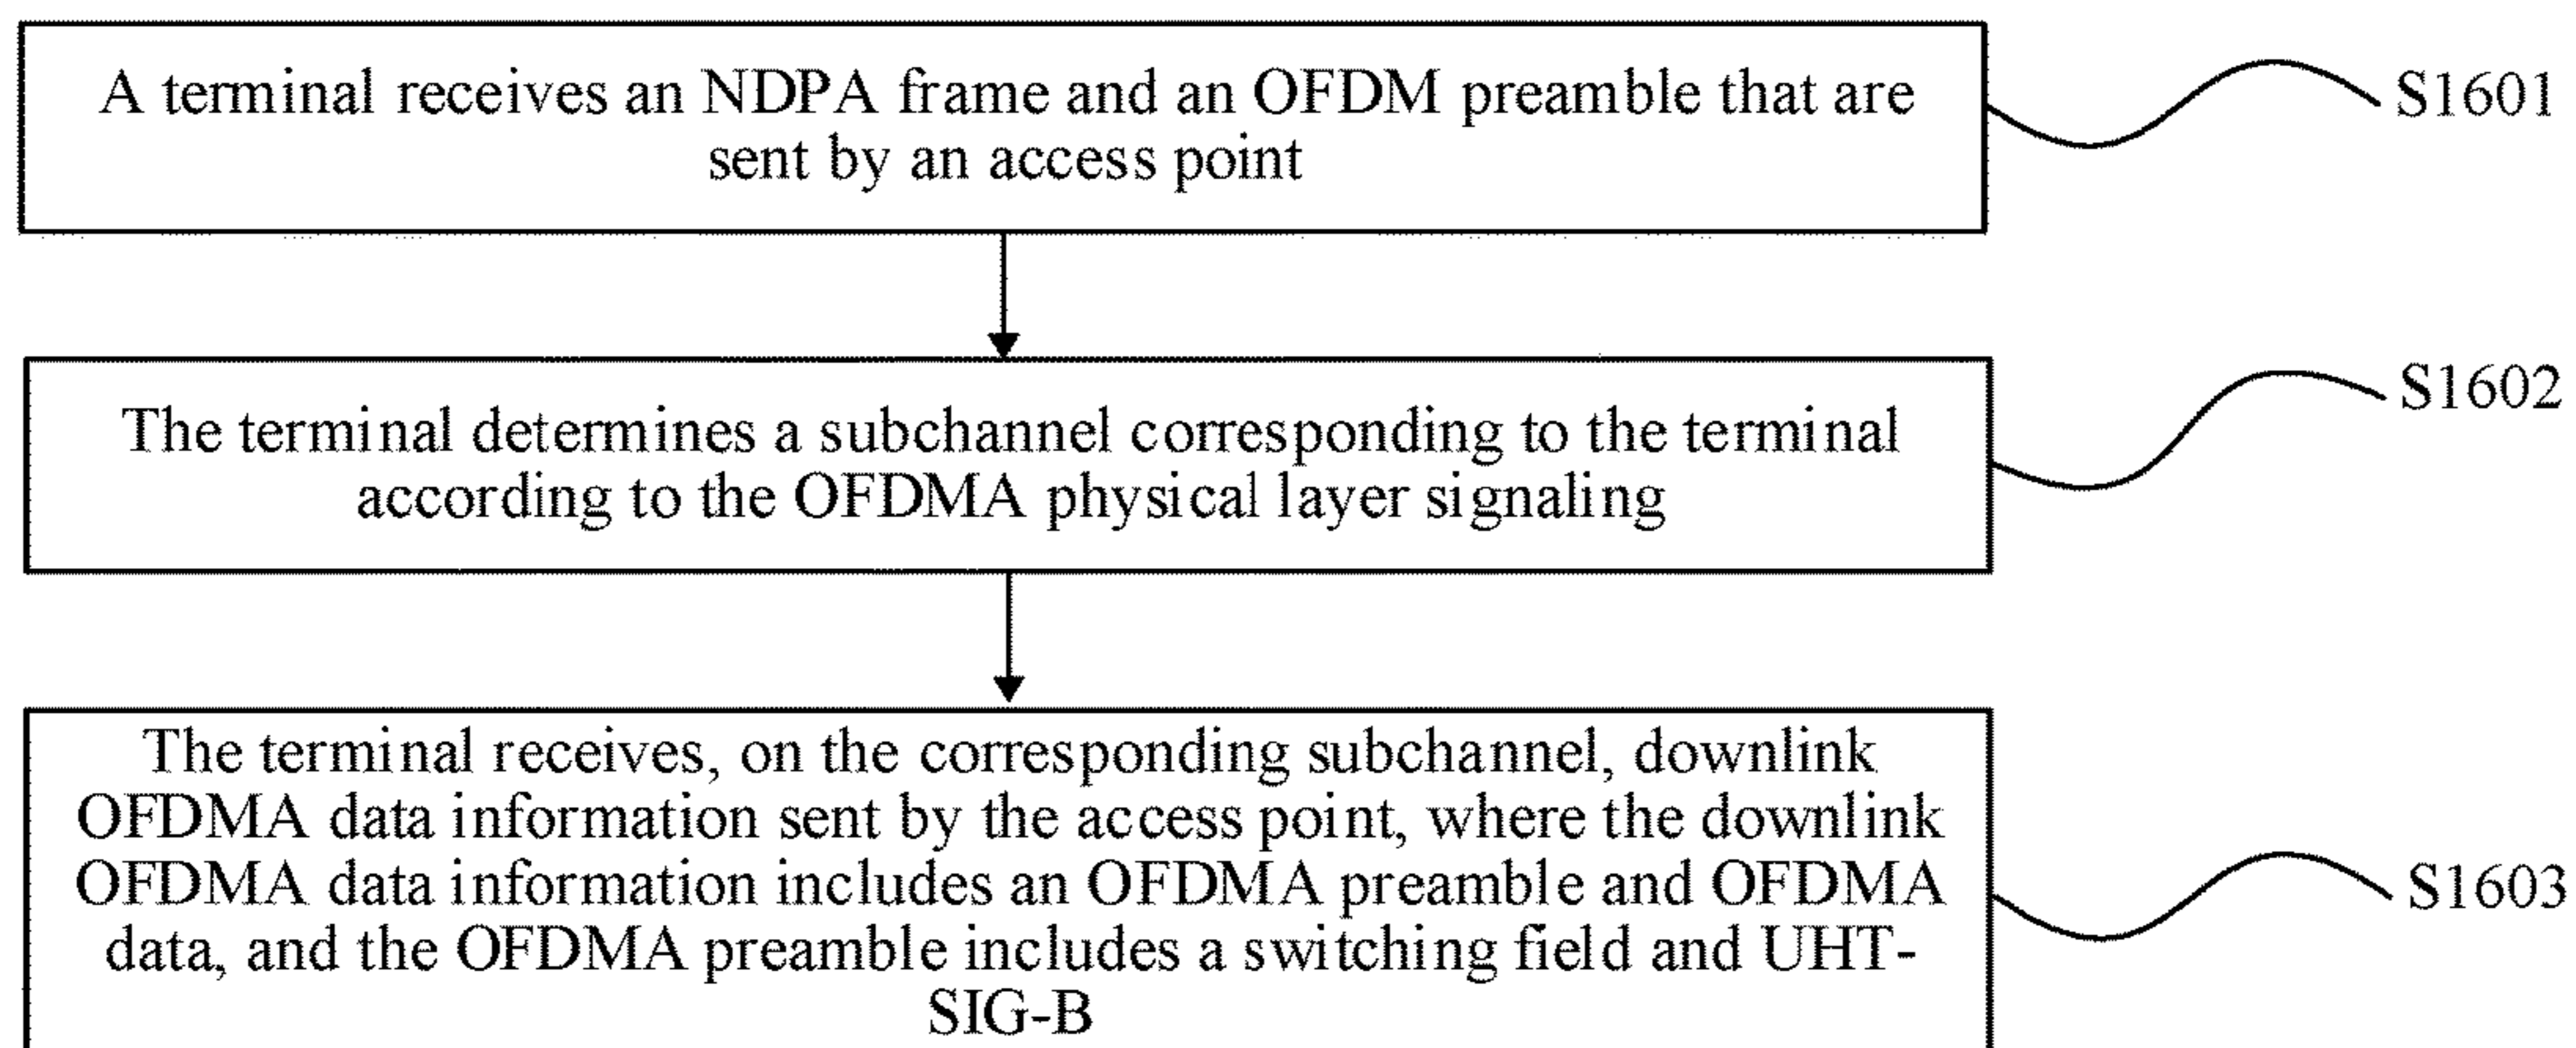 A terminal receives an NDPA frame and an OFDM preamble that are
sent by an access point
S1601
The terminal determines a subchannel corresponding to the terminal
according to the OFDMA physical layer signaling
S1602
The terminal receives, on the corresponding subchannel, downlink
OFDMA data information sent by the access point, where the downlink
OFDMA data information includes an OFDMA preamble and OFDMA
data, and the OFDMA preamble includes a switching field and UHT-
SIG-B
S1603